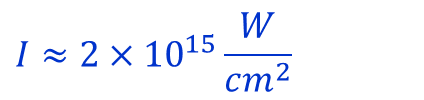 I ≈ 2 × 10¹⁵ W/cm²